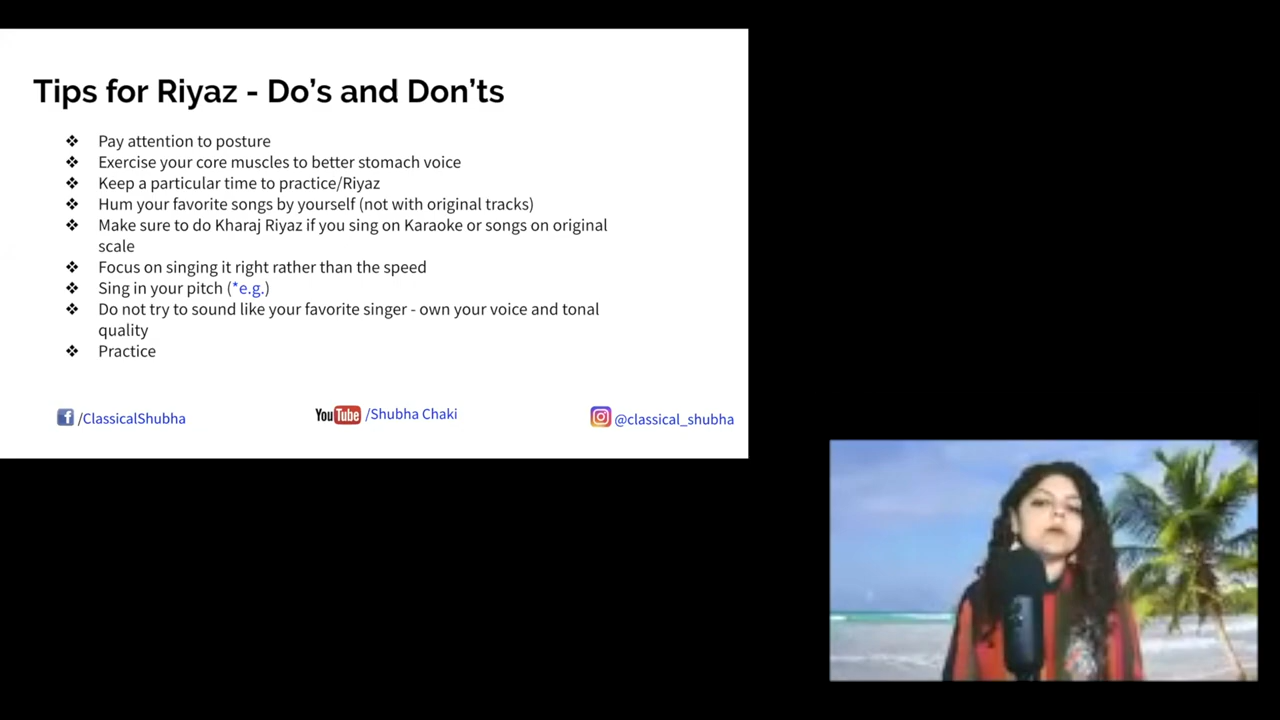 Tips for Riyaz - Do's and Don'ts
❖ Pay attention to posture
❖ Exercise your core muscles to better stomach voice
❖ Keep a particular time to practice/Riyaz
❖ Hum your favorite songs by yourself (not with original tracks)
❖ Make sure to do Kharaj Riyaz if you sing on Karaoke or songs on original
scale
❖ Focus on singing it right rather than the speed
❖ Sing in your pitch (*e.g.)
❖ Do not try to sound like your favorite singer - own your voice and tonal
quality
❖ Practice
/ClassicalShubha
YouTube /Shubha Chaki
@classical_shubha